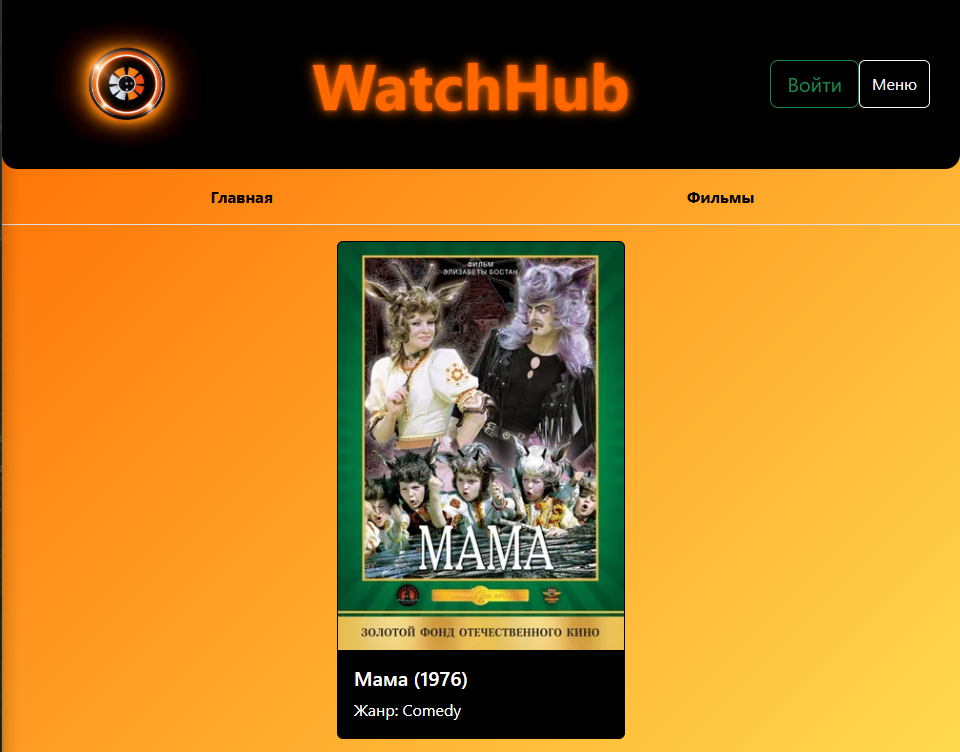 WatchHub
Войти
Меню
Главная
Фильмы
ФИЛЬМ
ЭЛИЗАБЕТЫ БОСТАН
МАМА
ЗОЛОТОЙ ФОНД ОТЕЧЕСТВЕННОГО КИНО
Мама (1976)
Жанр: Comedy